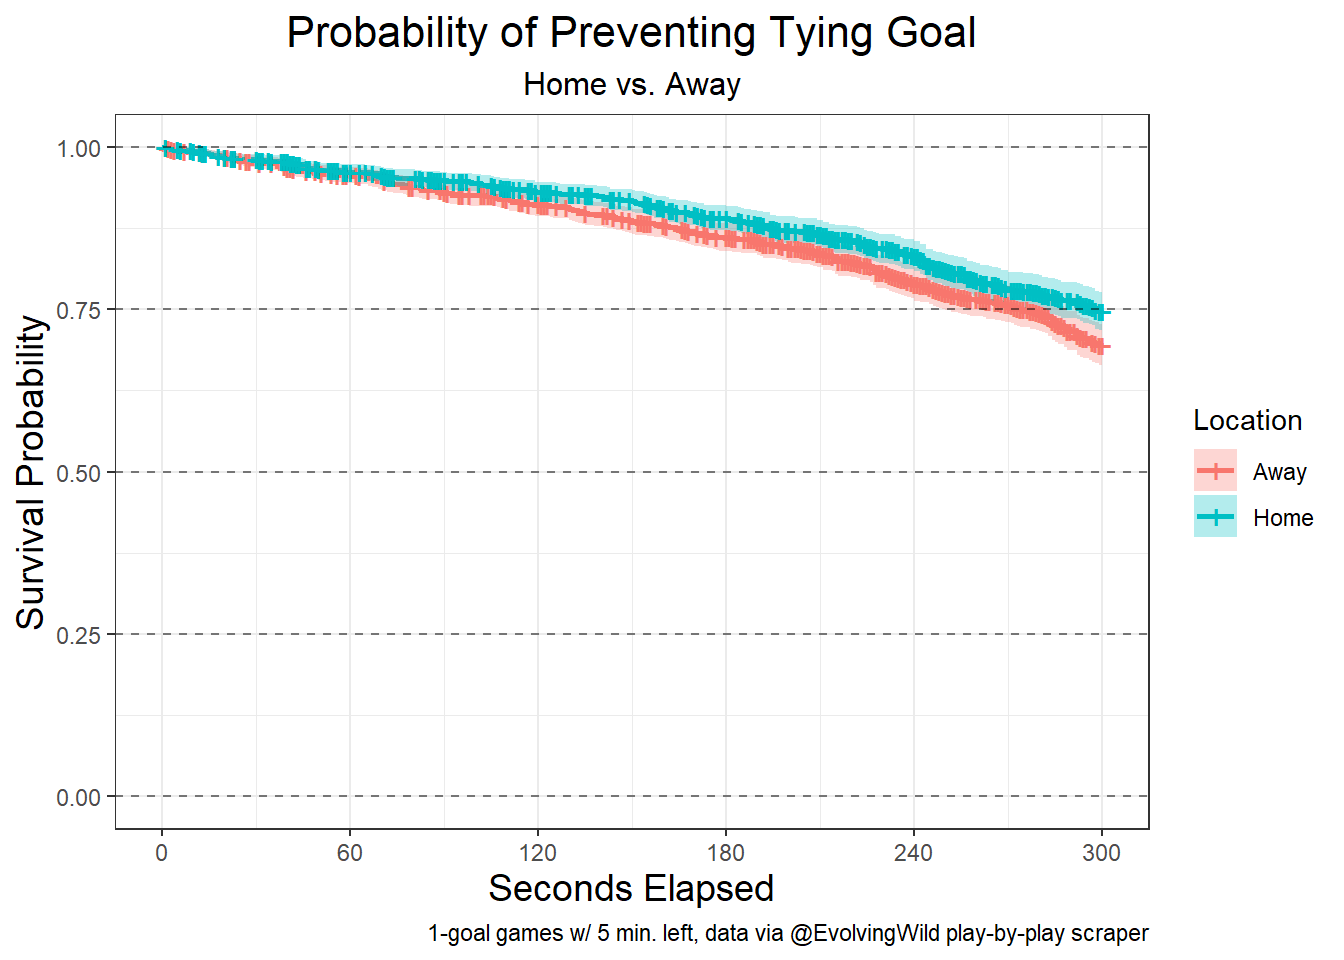 Probability of Preventing Tying Goal
Home vs. Away
Survival Probability
1.00
0.75
0.50
0.25
0.00
0 60 120 180 240 300
Seconds Elapsed
Location
Away
Home
1-goal games w/ 5 min. left, data via @EvolvingWild play-by-play scraper